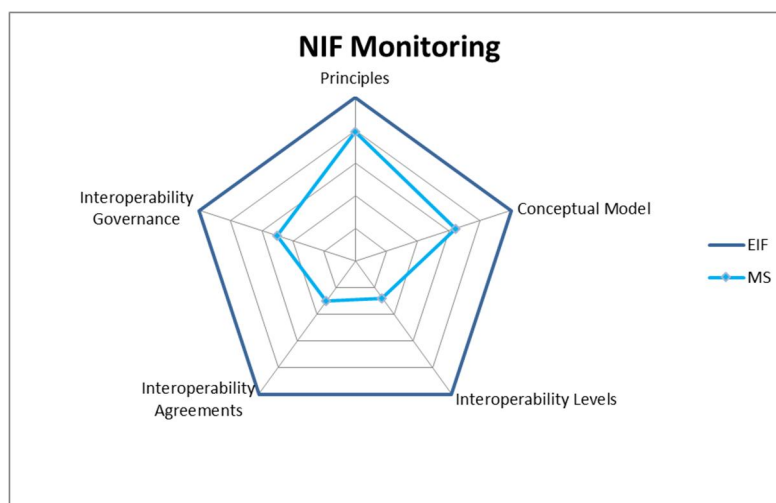 NIF Monitoring
Principles
Conceptual Model
Interoperability Levels
Interoperability
Agreements
Interoperability
Governance
EIF
MS